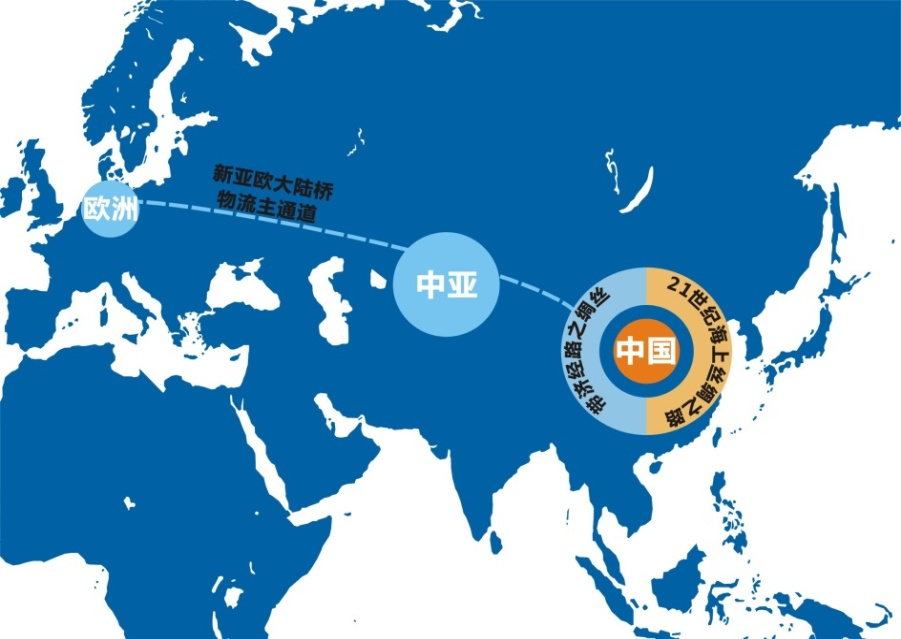 新亚欧大陆桥
物流主通道
欧洲
中亚
丝绸之路经济带
21世纪海上丝绸之路
中国